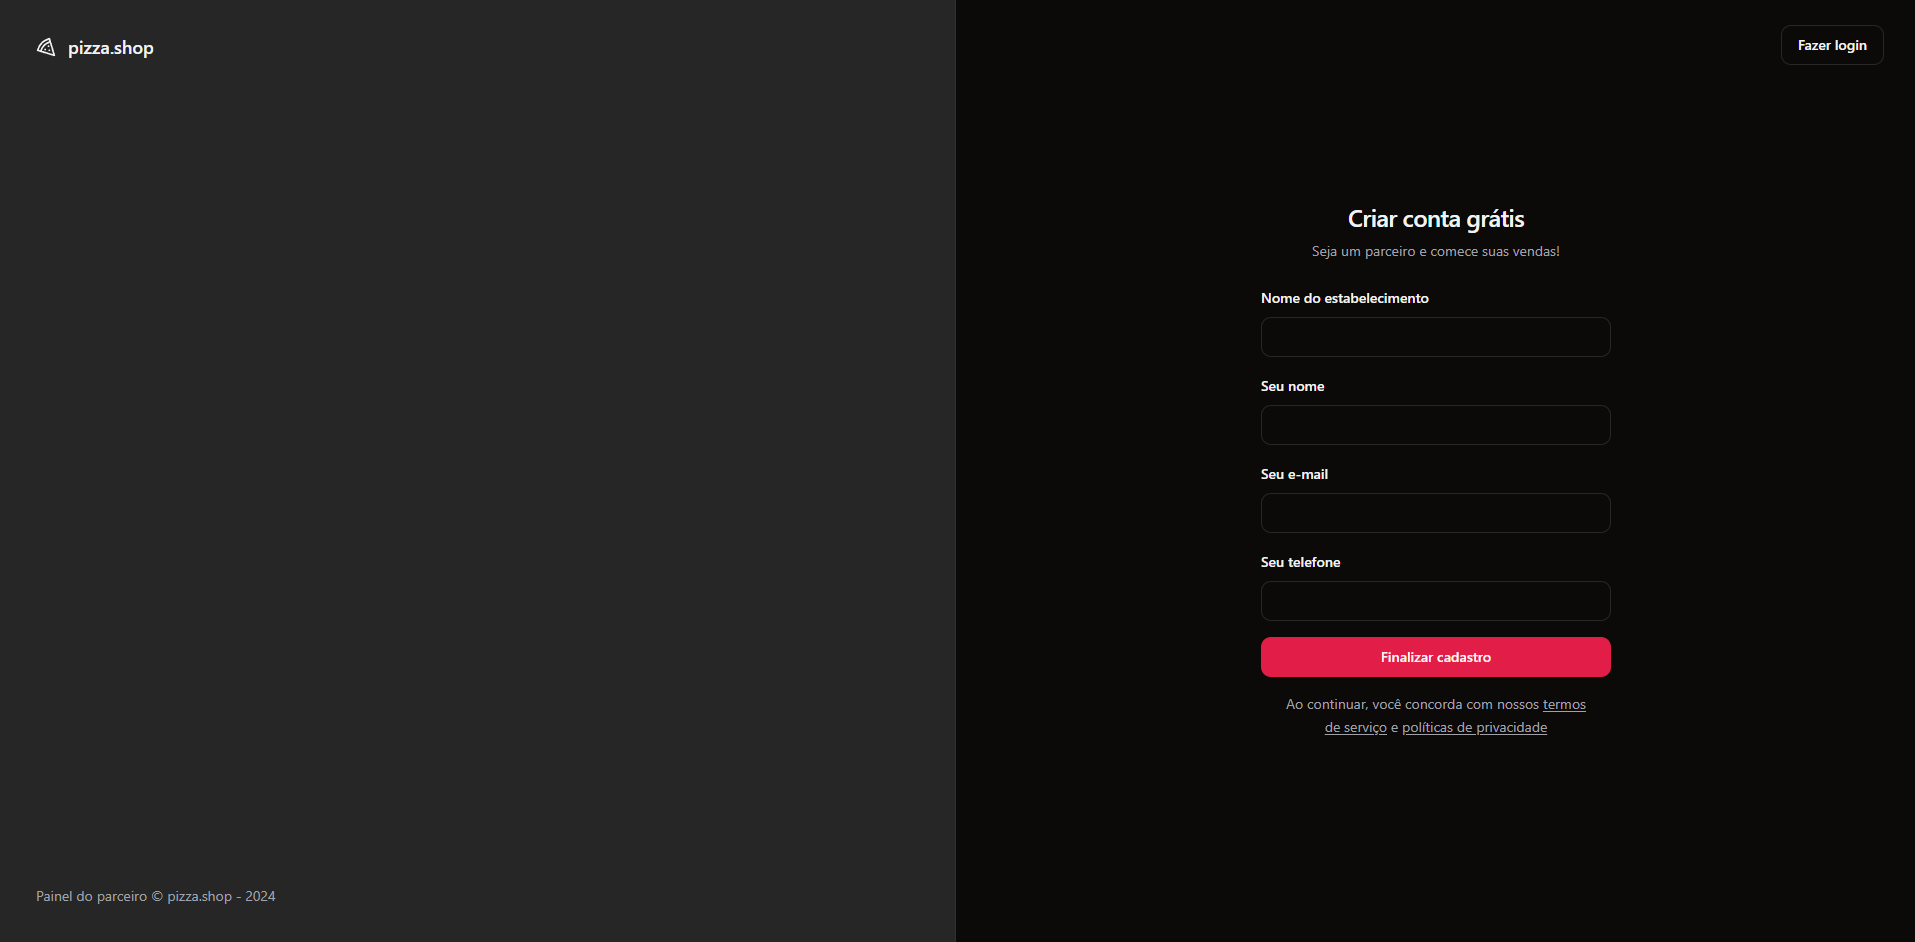 pizza.shop
Fazer login
Criar conta grátis
Seja um parceiro e comece suas vendas!
Nome do estabelecimento
Seu nome
Seu e-mail
Seu telefone
Finalizar cadastro
Ao continuar, você concorda com nossos termos
de serviço e políticas de privacidade
Painel do parceiro © pizza.shop - 2024